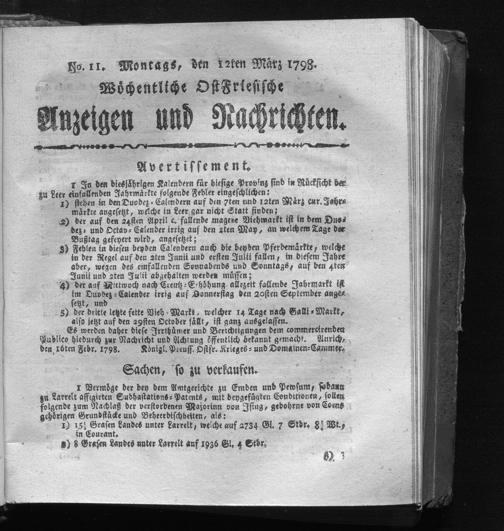 No. 11. Montags, den 12ten März 1798.
Wöchentliche OstFriesische
Anzeigen und Nachrichten.
Avertissement.
1 In den diesjährigen Kalendern für hiesige Provinz sind in Rücksicht der
zu Leer einfallenden Jahrmärkte folgende Fehler eingeschlichen:
1) stehen in den Duodez-Calendern auf den 7ten und 12ten März cur. Jahr-
märkte angesetzt, welche in Leer gar nicht Statt finden;
2) der auf den 24sten April c. fallende magere Viehmarkt ist in dem Duo-
dez- und Octav-Calender irrig auf den 2ten May, an welchem Tage der
Bußtag gefeyert wird, angesetzt;
3) Fehlen in diesen beyden Calendern auch die beyden Pferdemärkte, welche
in der Regel auf den 2ten Junii und ersten Julii fallen, in diesem Jahre
aber, wegen des einfallenden Sonnabends und Sonntags, auf den 4ten
Junii und 2ten Julii abgehalten werden müssen;
4) der auf Mittwoch nach Creutz-Erhöhung allezeit fallende Jahrmarkt ist
im Duodez-Calender irrig auf Donnerstag den 20sten September ange-
setzt, und
5) der dritte letzte fette Vieh-Markt, welcher 14 Tage nach Galli-Markt,
also jetzt auf den 29sten October fällt, ist ganz ausgelassen.
Es werden daher diese Irrthümer und Berichtigungen dem commercirenden
Publico hiedurch zur Nachricht und Achtung öffentlich bekannt gemacht. Aurich,
den 16ten Febr. 1798. Königl. Preuss. Ostfr. Krieges- und Domainen-Cammer.
Sachen, so zu verkaufen.
1 Vermöge der bey dem Amtgerichte zu Emden und Pewsum, sodann
zu Larrelt affigirten Subhastations-Patents, mit beygefügten Conditionen, sollen
folgende zum Nachlaß der verstorbenen Majorinn von Ising, gebohrne von
gehörigen Grundstücke und Beheerdischheiten, als:
1) 15½ Grasen Landes unter Larrelt, welche auf 2734 Gl. 7 Stbr. Wt.,
in Courant.
2) 8 Grasen Landes unter Larrelt auf 1936 Gl. 4 Stbr.